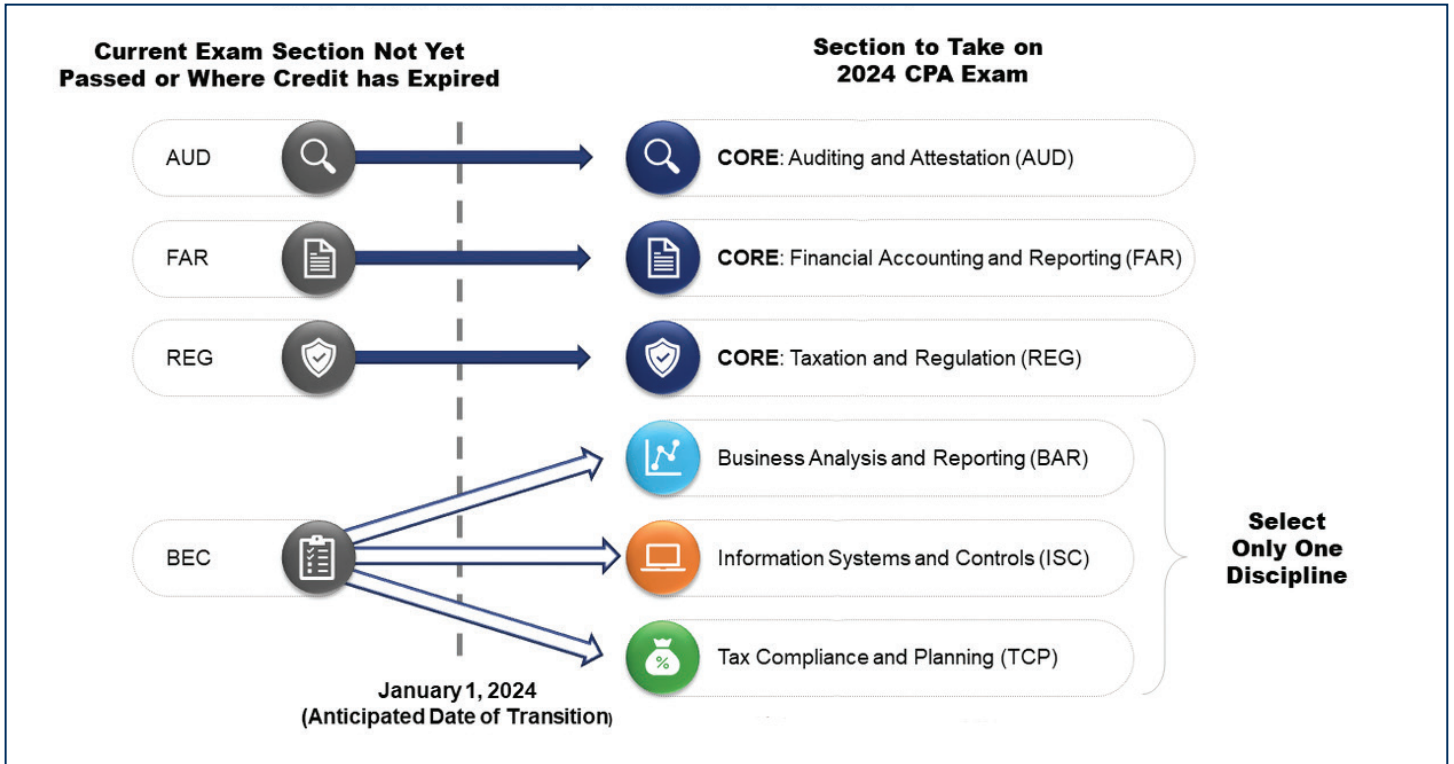 Current Exam Section Not Yet
Passed or Where Credit has Expired
Section to Take on
2024 CPA Exam
AUD
CORE: Auditing and Attestation (AUD)
FAR
CORE: Financial Accounting and Reporting (FAR)
REG
CORE: Taxation and Regulation (REG)
BEC
Business Analysis and Reporting (BAR)
Information Systems and Controls (ISC)
%
Tax Compliance and Planning (TCP)
Select
Only One
Discipline
January 1, 2024
(Anticipated Date of Transition)